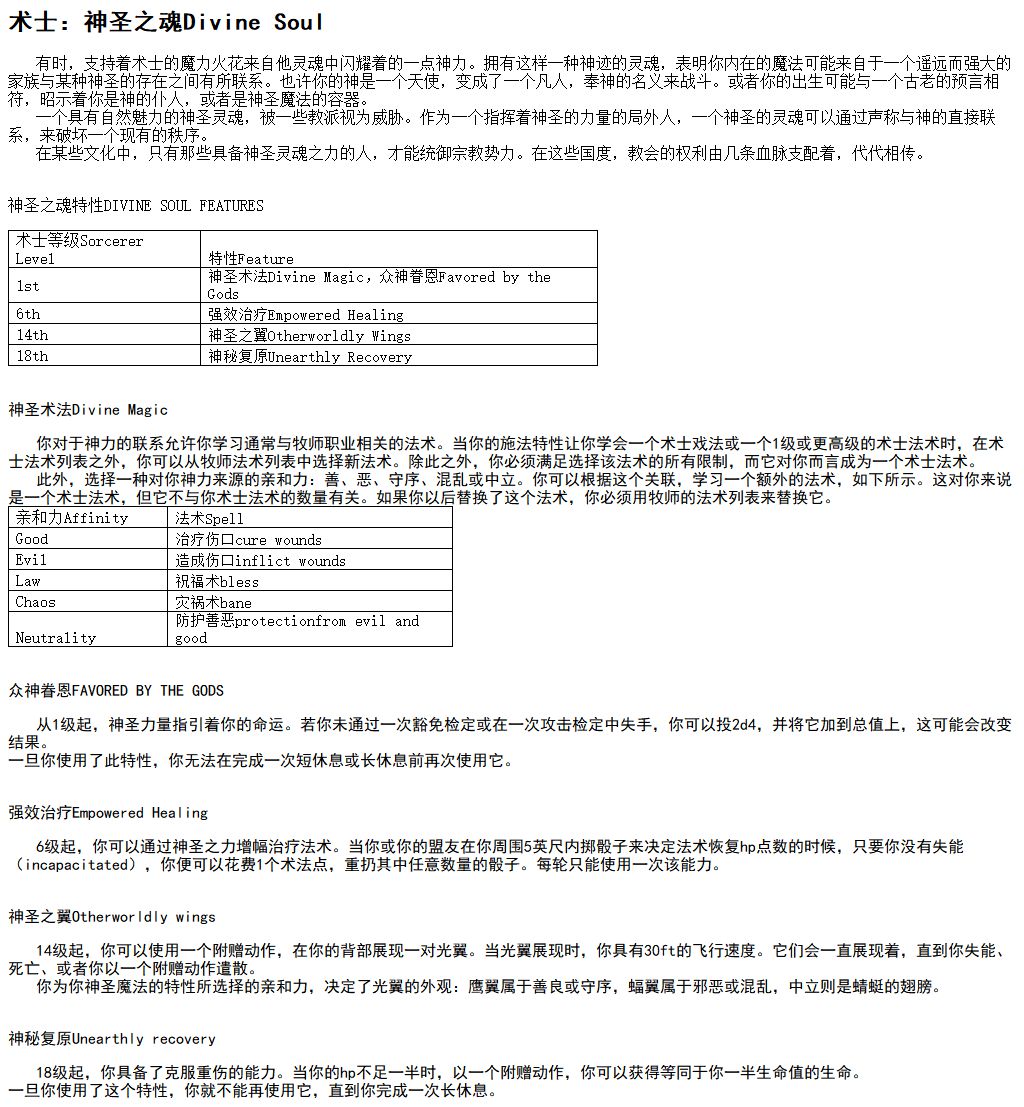 术士：神圣之魂Divine Soul
有时，支持着术士的魔力火花来自他灵魂中闪耀着的一点神力。拥有这样一种神迹的灵魂，表明你内在的魔法可能来自于一个遥远而强大的
家族与某种神圣的存在之间有所联系。也许你的神是一个天使，变成了一个凡人，奉神的名义来战斗。或者你的出生可能与一个古老的预言相
符，昭示着你是神的仆人，或者是神圣魔法的容器。
一个具有自然魅力的神圣灵魂，被一些教派视为威胁。作为一个指挥着神圣的力量的局外人，一个神圣的灵魂可以通过声称与神的直接联
系，来破坏一个现有的秩序。
在某些文化中，只有那些具备神圣灵魂之力的人，才能统御宗教势力。在这些国度，教会的权利由几条血脉支配着，代代相传。
神圣之魂特性DIVINE SOUL FEATURES
术士等级Sorcerer
Level
特性Feature
1st
神圣术法Divine Magic，众神眷恩Favored by the
Gods
6th
强效治疗Empowered Healing
14th
神圣之翼Otherworldly Wings
18th
神秘复原Unearthly Recovery
神圣术法Divine Magic
你对于神力的联系允许你学习通常与牧师职业相关的法术。当你的施法特性让你学会一个术士戏法或一个1级或更高级的术士法术时，在术
士法术列表之外，你可以从牧师法术列表中选择新法术。除此之外，你必须满足选择该法术的所有限制，而它对你而言成为一个术士法术。
此外，选择一种对你神力来源的亲和力：善、恶、守序、混乱或中立。你可以根据这个关联，学习一个额外的法术，如下所示。这对你来说
是一个术士法术，但它不与你术士法术的数量有关。如果你以后替换了这个法术，你必须用牧师的法术列表来替换它。
亲和力Affinity
法术Spell
Good
治疗伤口cure wounds
Evil
造成伤口inflict wounds
Law
祝福术bless
Chaos
灾祸术bane
Neutrality
防护善恶protectionfrom evil and
good
众神眷恩FAVORED BY THE GODS
从1级起，神圣力量指引着你的命运。若你未通过一次豁免检定或在一次攻击检定中失手，你可以投2d4，并将它加到总值上，这可能会改变
结果。
一旦你使用了此特性，你无法在完成一次短休息或长休息前再次使用它。
强效治疗Empowered Healing
6级起，你可以通过神圣之力增幅治疗法术。当你或你的盟友在你周围5英尺内掷骰子来决定法术恢复hp点数的时候，只要你没有失能
（incapacitated），你便可以花费1个术法点，重扔其中任意数量的骰子。每轮只能使用一次该能力。
神圣之翼Otherworldly wings
14级起，你可以使用一个附赠动作，在你的背部展现一对光翼。当光翼展现时，你具有30ft的飞行速度。它们会一直展现着，直到你失能、
死亡、或者你以一个附赠动作遣散。
你为你神圣魔法的特性所选择的亲和力，决定了光翼的外观：鹰翼属于善良或守序，蝠翼属于邪恶或混乱，中立则是蜻蜓的翅膀。
神秘复原Unearthly recovery
18级起，你具备了克服重伤的能力。当你的hp不足一半时，以一个附赠动作，你可以获得等同于你一半生命值的生命。
一旦你使用了这个特性，你就不能再使用它，直到你完成一次长休息。